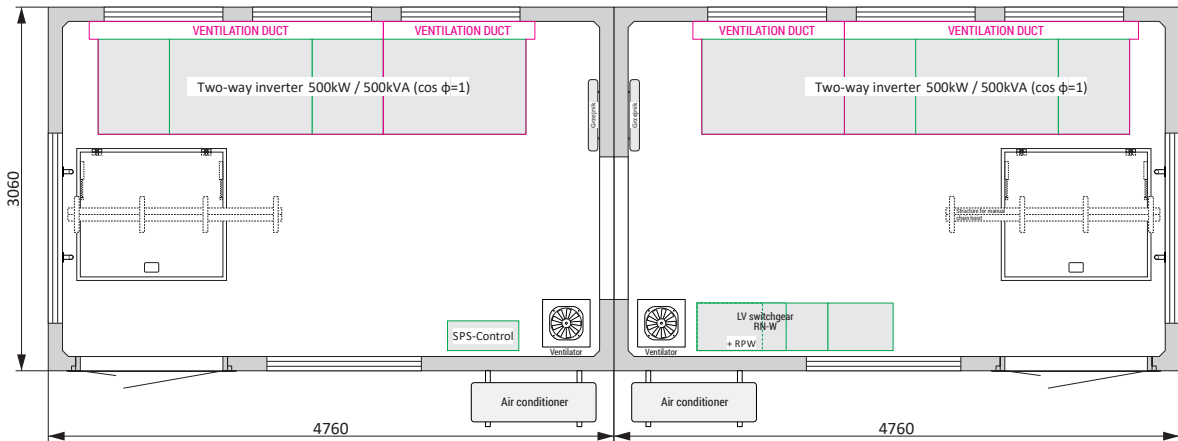 VENTILATION DUCT
VENTILATION DUCT
VENTILATION DUCT
VENTILATION DUCT
Two-way inverter 500kW / 500kVA (cos ϕ=1)
Two-way inverter 500kW / 500kVA (cos ϕ=1)
Grzejnik
Grzejnik
3060
Structure for manual
chain hoist
SPS-Control
Ventilator
Ventilator
LV switchgear
RN-W
+ RPW
Air conditioner
Air conditioner
4760
4760